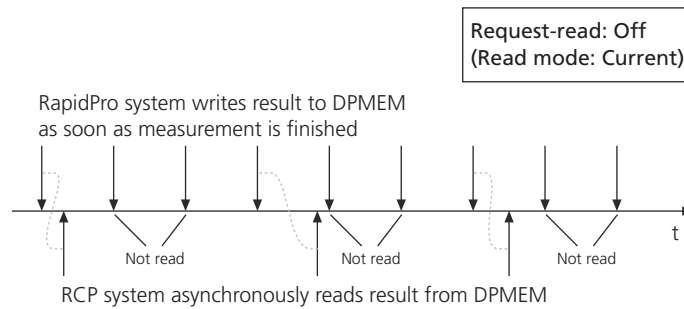 Request-read: Off
(Read mode: Current)
RapidPro system writes result to DPMEM
as soon as measurement is finished
t
Not read
Not read
Not read
RCP system asynchronously reads result from DPMEM